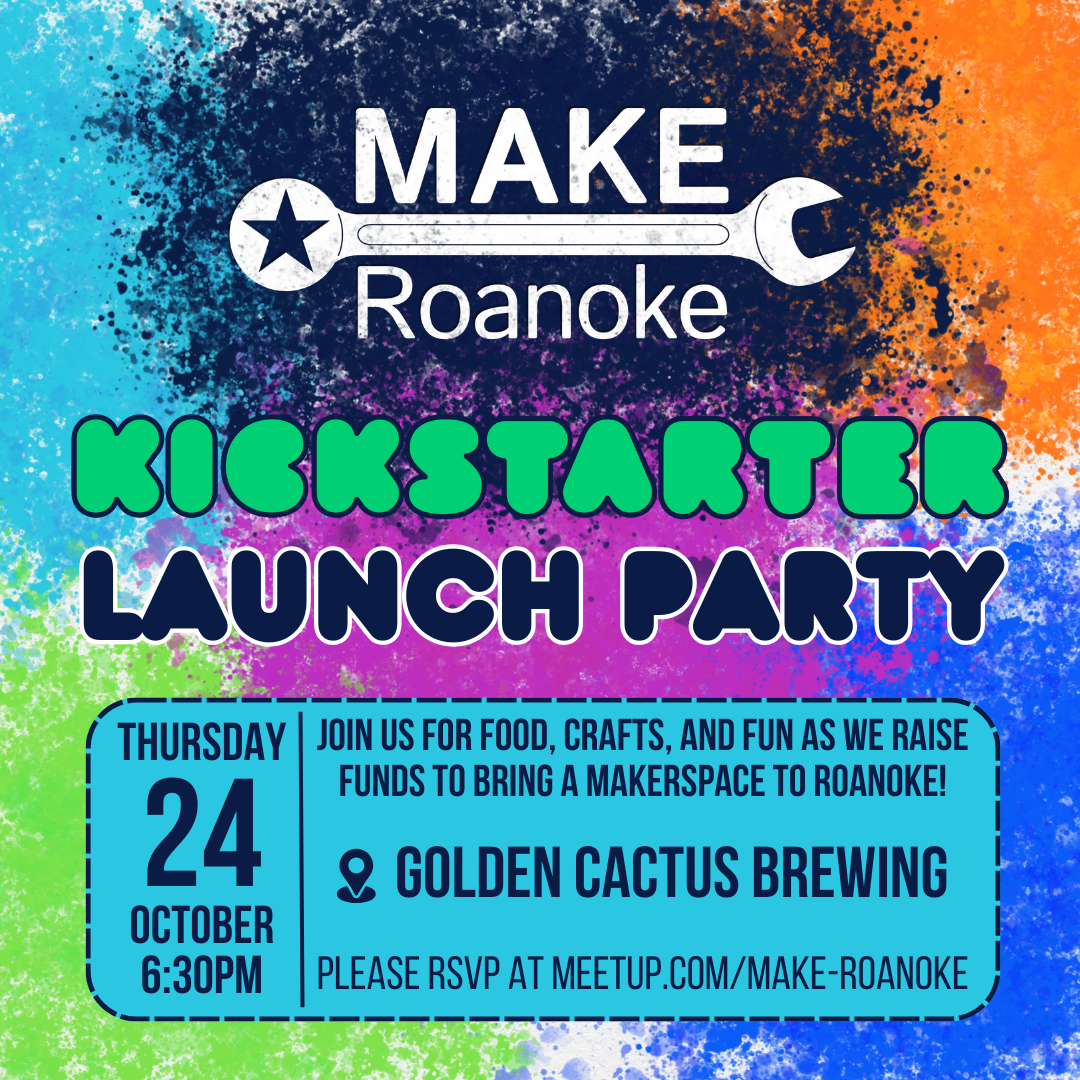 MAKE
Roanoke
KICKSTARTER
LAUNCH PARTY
THURSDAY
24
OCTOBER
6:30PM
JOIN US FOR FOOD, CRAFTS, AND FUN AS WE RAISE
FUNDS TO BRING A MAKERSPACE TO ROANOKE!
GOLDEN CACTUS BREWING
PLEASE RSVP AT MEETUP.COM/MAKE-ROANOKE